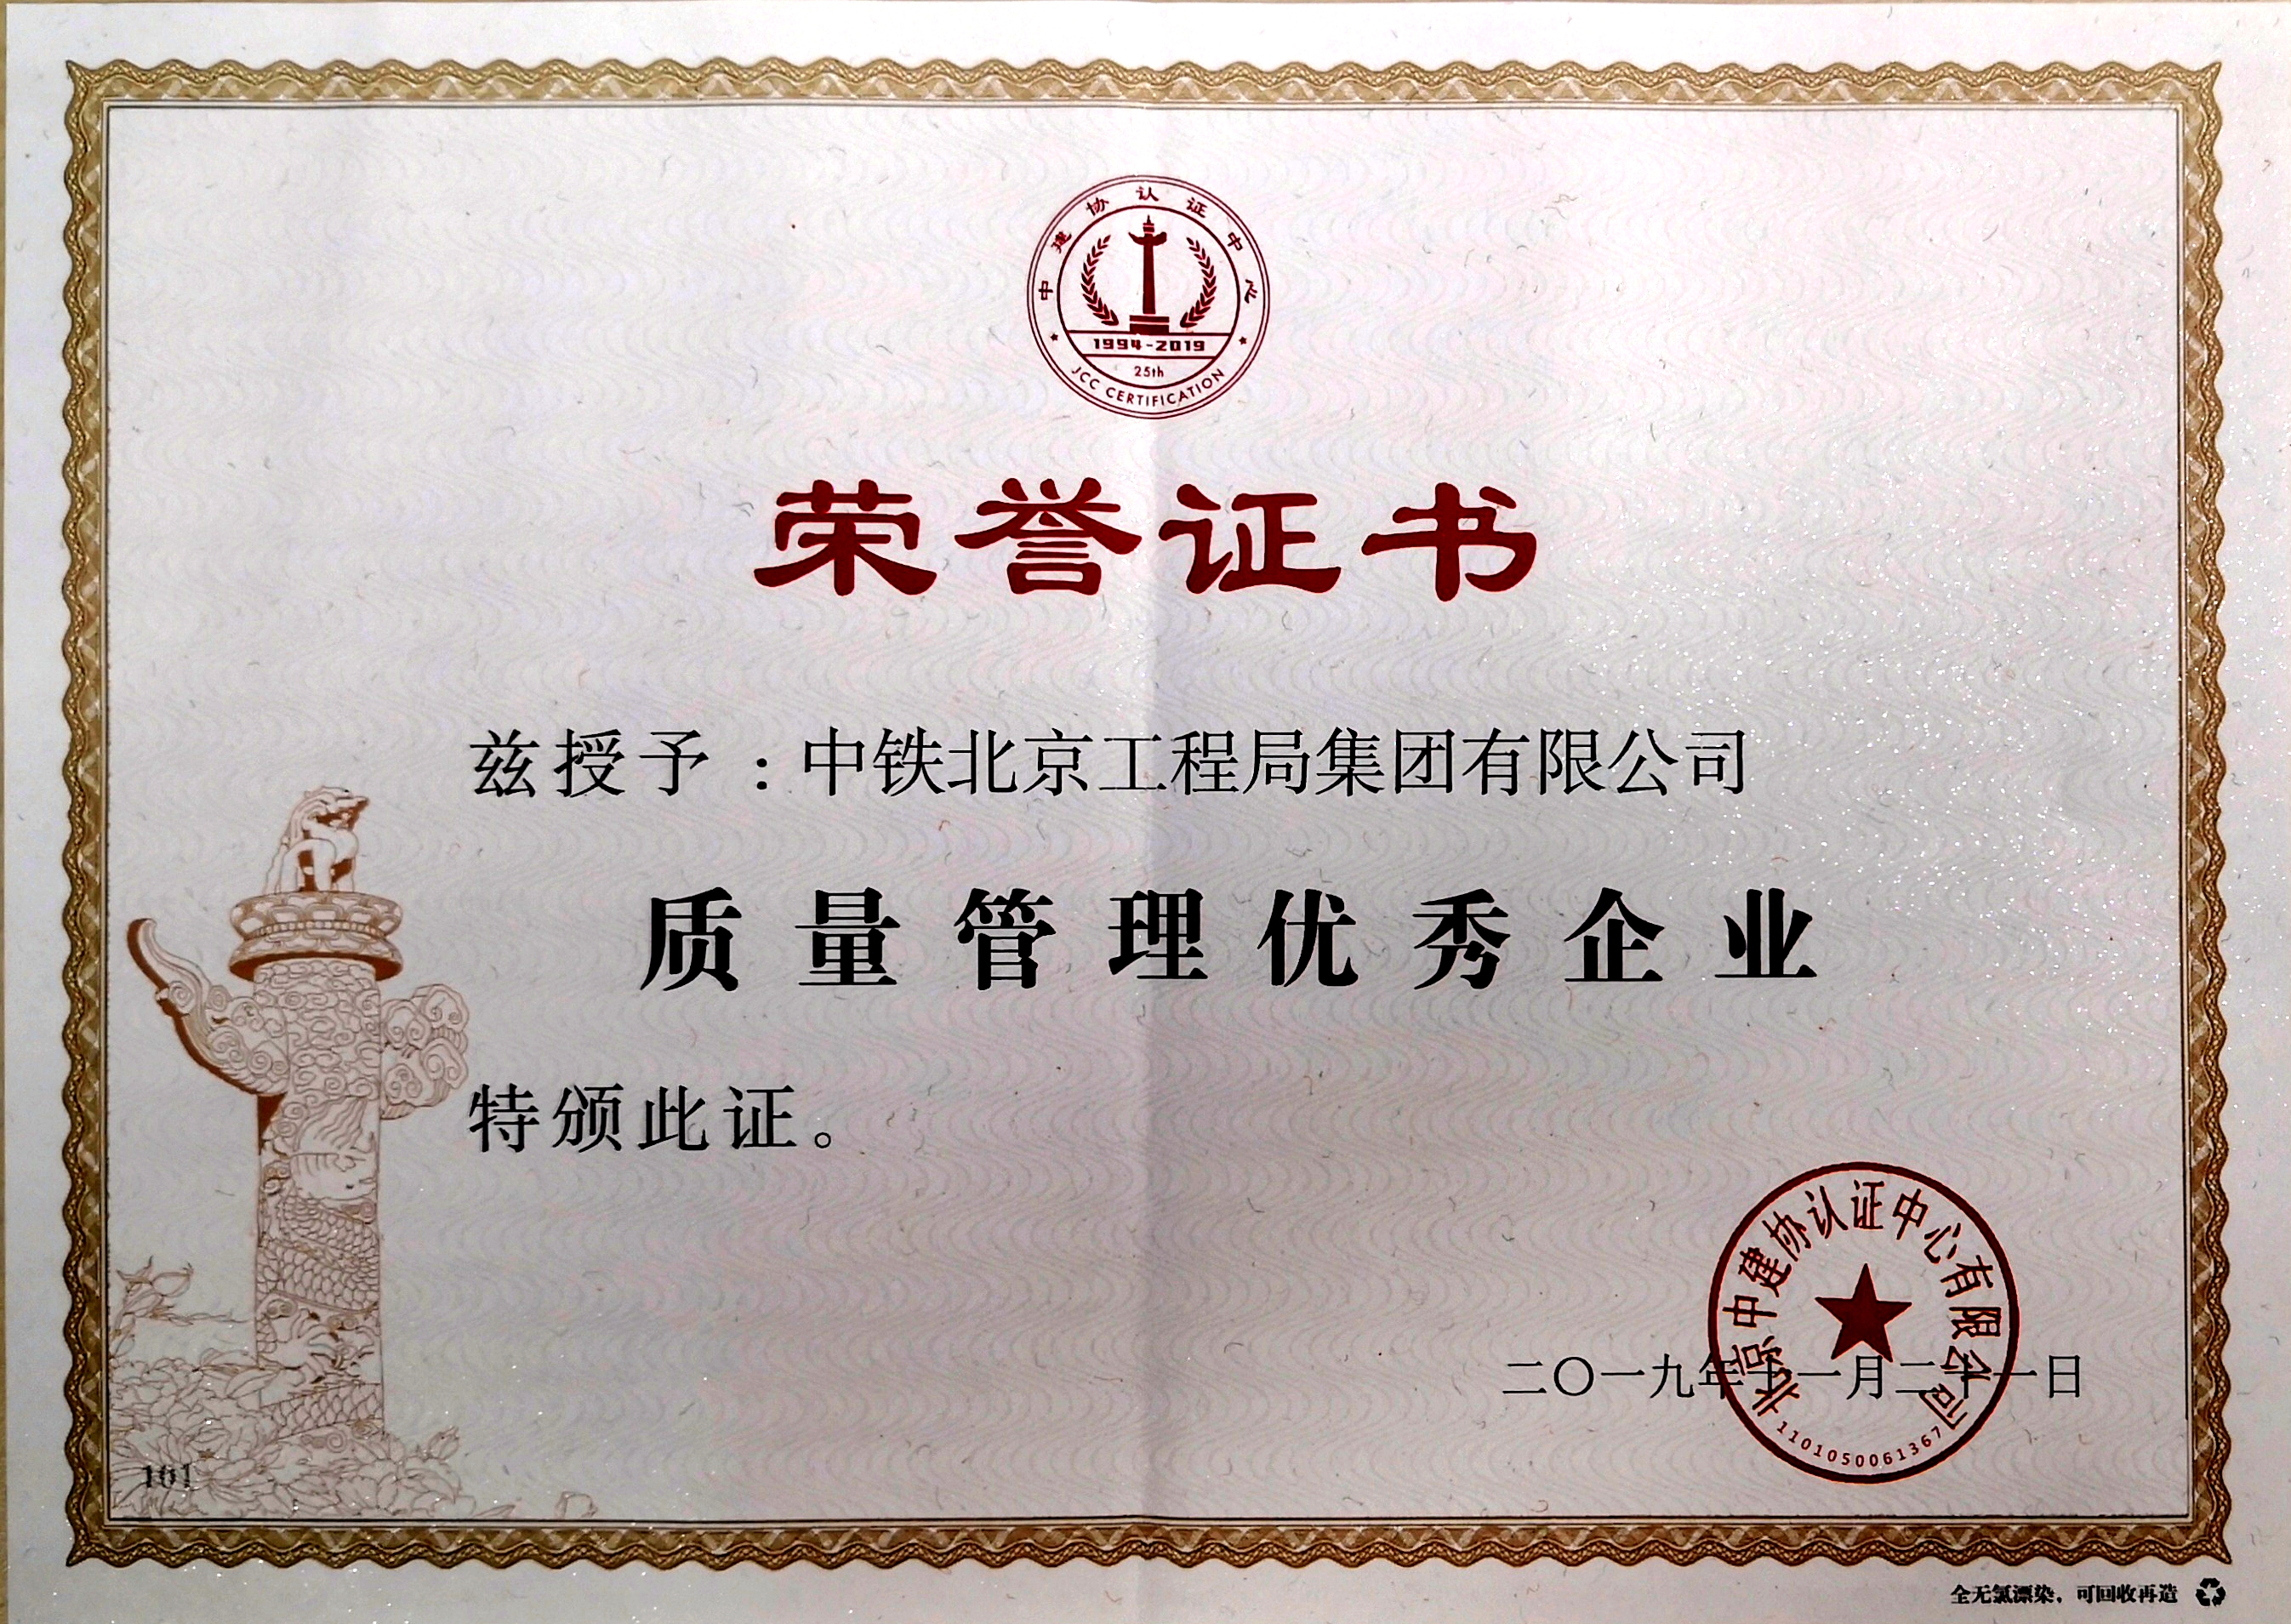 中建协认证中心
1994-2019
25th
JCC CERTIFICATION
荣誉证书
兹授予：中铁北京工程局集团有限公司
质量管理优秀企业
特颁此证。
北京中建协认证中心有限公司
二〇一九年十一月二十一日
1101050061367
101
全无氯漂染，可回收再造